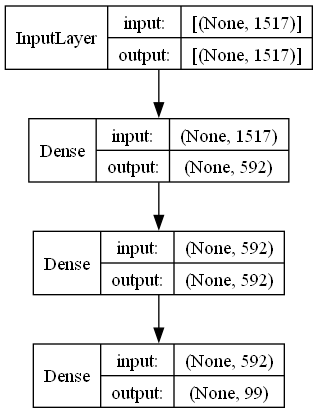 InputLayer input: [(None, 1517)]
output: [(None, 1517)]
Dense input: (None, 1517)
output: (None, 592)
Dense input: (None, 592)
output: (None, 592)
Dense input: (None, 592)
output: (None, 99)